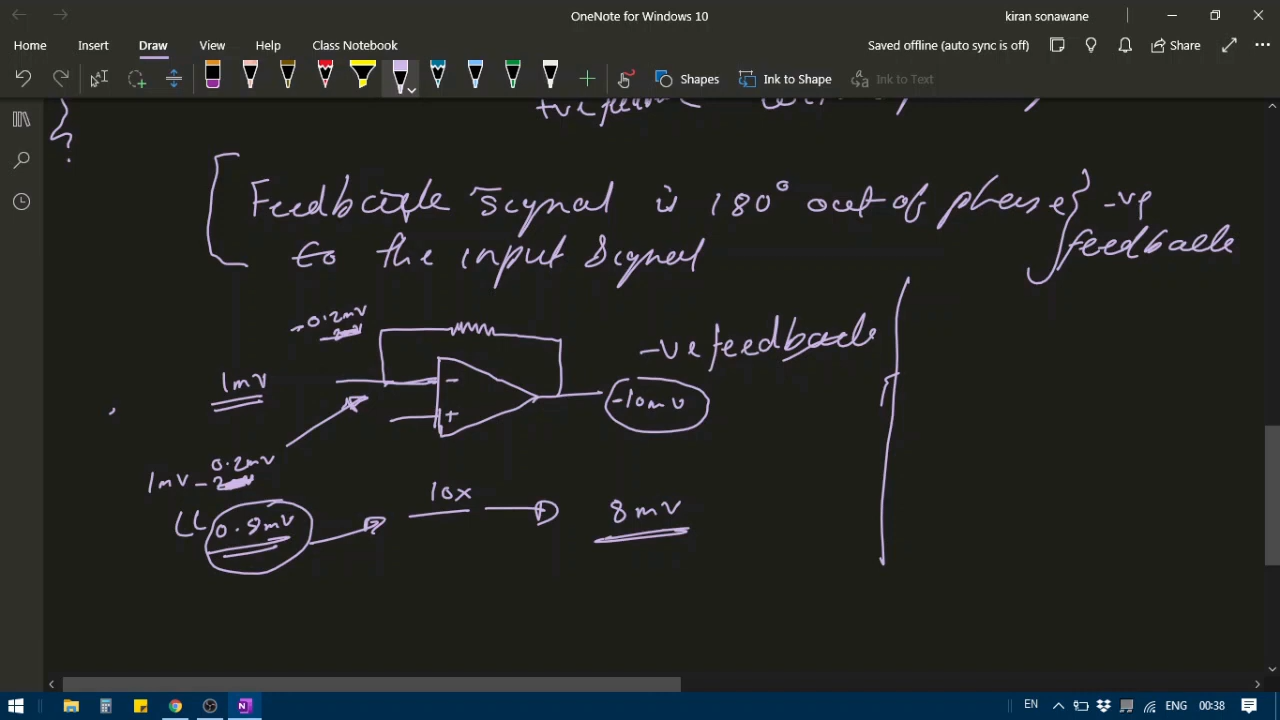 OneNote for Windows 10
kiran sonawane
Home Insert Draw View Help Class Notebook
Saved offline (auto sync is off)
Share
Shapes
Ink to Shape
Ink to Text
Feedback Signal is 180° out of phase } -ve
to the input Signal
feedback
-0.2mV
-ve feedback
1mV
-
-10mV
+
0.2mV
1mV -
10x
0.8mV
8mV
EN
ENG
00:38